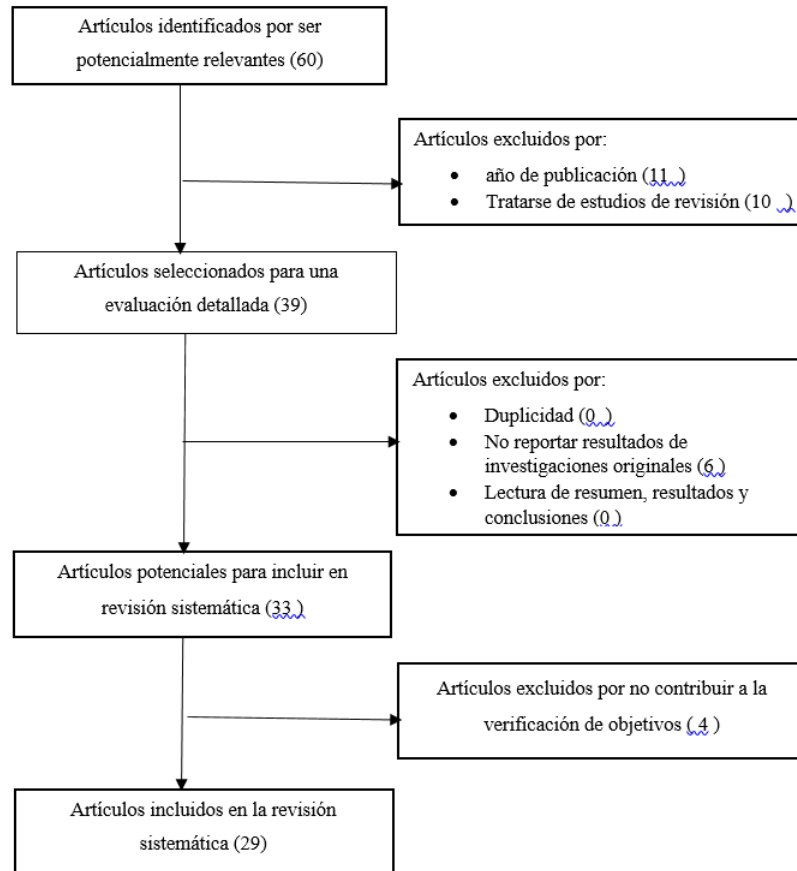 Artículos identificados por ser
potencialmente relevantes (60)
Artículos excluidos por:
• año de publicación (11 )
• Tratarse de estudios de revisión (10 )
Artículos seleccionados para una
evaluación detallada (39)
Artículos excluidos por:
• Duplicidad (0 )
• No reportar resultados de
investigaciones originales (6 )
• Lectura de resumen, resultados y
conclusiones (0 )
Artículos potenciales para incluir en
revisión sistemática (33 )
Artículos excluidos por no contribuir a la
verificación de objetivos ( 4 )
Artículos incluidos en la revisión
sistemática (29)